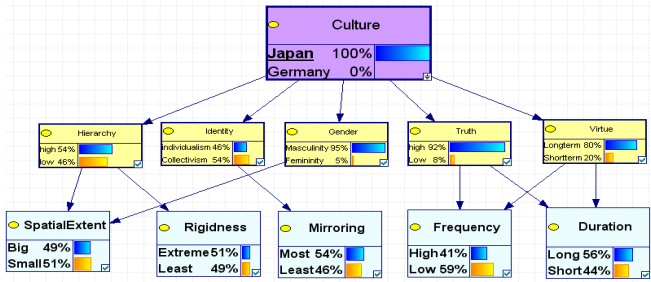 Culture
Japan 100%
Germany 0%
Hierarchy
high 54%
low 46%
Identity
individualism 46%
Collectivism 54%
Gender
Masculinity 95%
Femininity 5%
Truth
high 92%
Low 8%
Virtue
Longterm 80%
Shortterm 20%
SpatialExtent
Big 49%
Small 51%
Rigidness
Extreme 51%
Least 49%
Mirroring
Most 54%
Least 46%
Frequency
High 41%
Low 59%
Duration
Long 56%
Short 44%